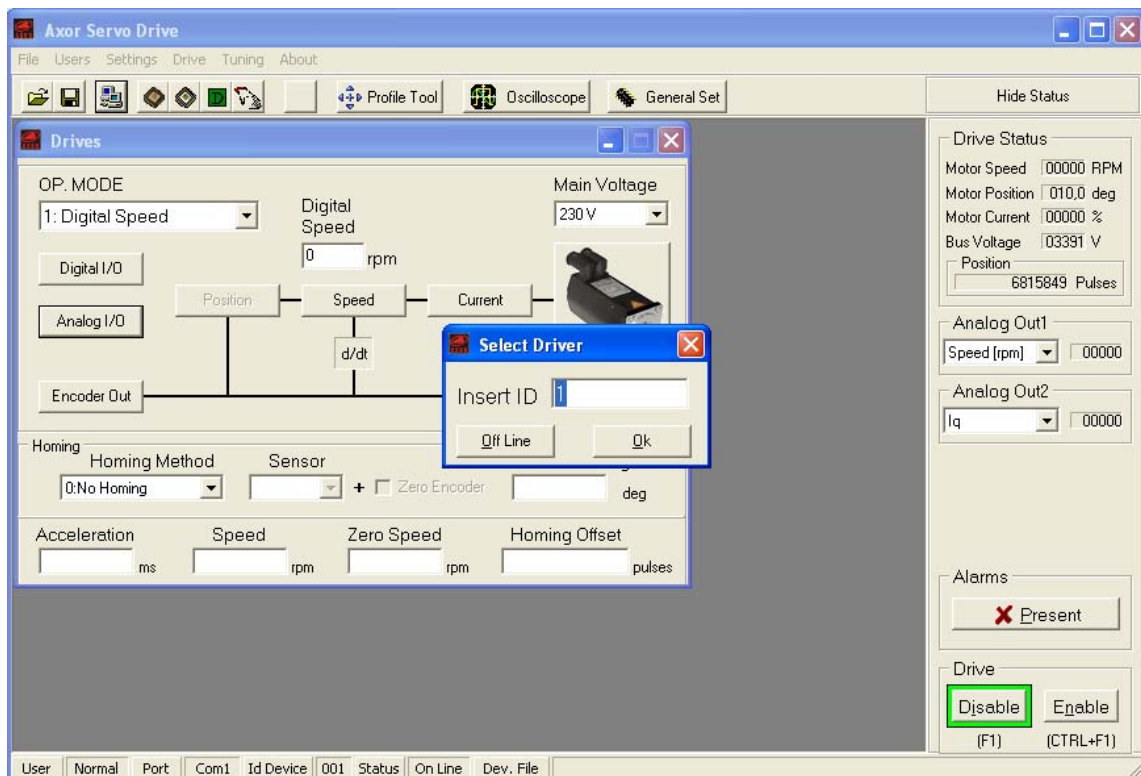 Axor Servo Drive
File Users Settings Drive Tuning About
Profile Tool Oscilloscope General Set Hide Status
Drives
OP. MODE
1: Digital Speed
Digital
Speed
0 rpm
Main Voltage
230 V
Digital I/O
Analog I/O
Position Speed Current
d/dt
Encoder Out
Select Driver
Insert ID 1
Off Line Ok
Homing
Homing Method Sensor
0:No Homing + Zero Encoder deg
Acceleration Speed Zero Speed Homing Offset
ms rpm rpm pulses
Drive Status
Motor Speed 00000 RPM
Motor Position 010,0 deg
Motor Current 00000 %
Bus Voltage 03391 V
Position
6815849 Pulses
Analog Out1
Speed [rpm] 00000
Analog Out2
Iq 00000
Alarms
Present
Drive
Disable Enable
(F1) (CTRL+F1)
User Normal Port Com1 Id Device 001 Status On Line Dev. File